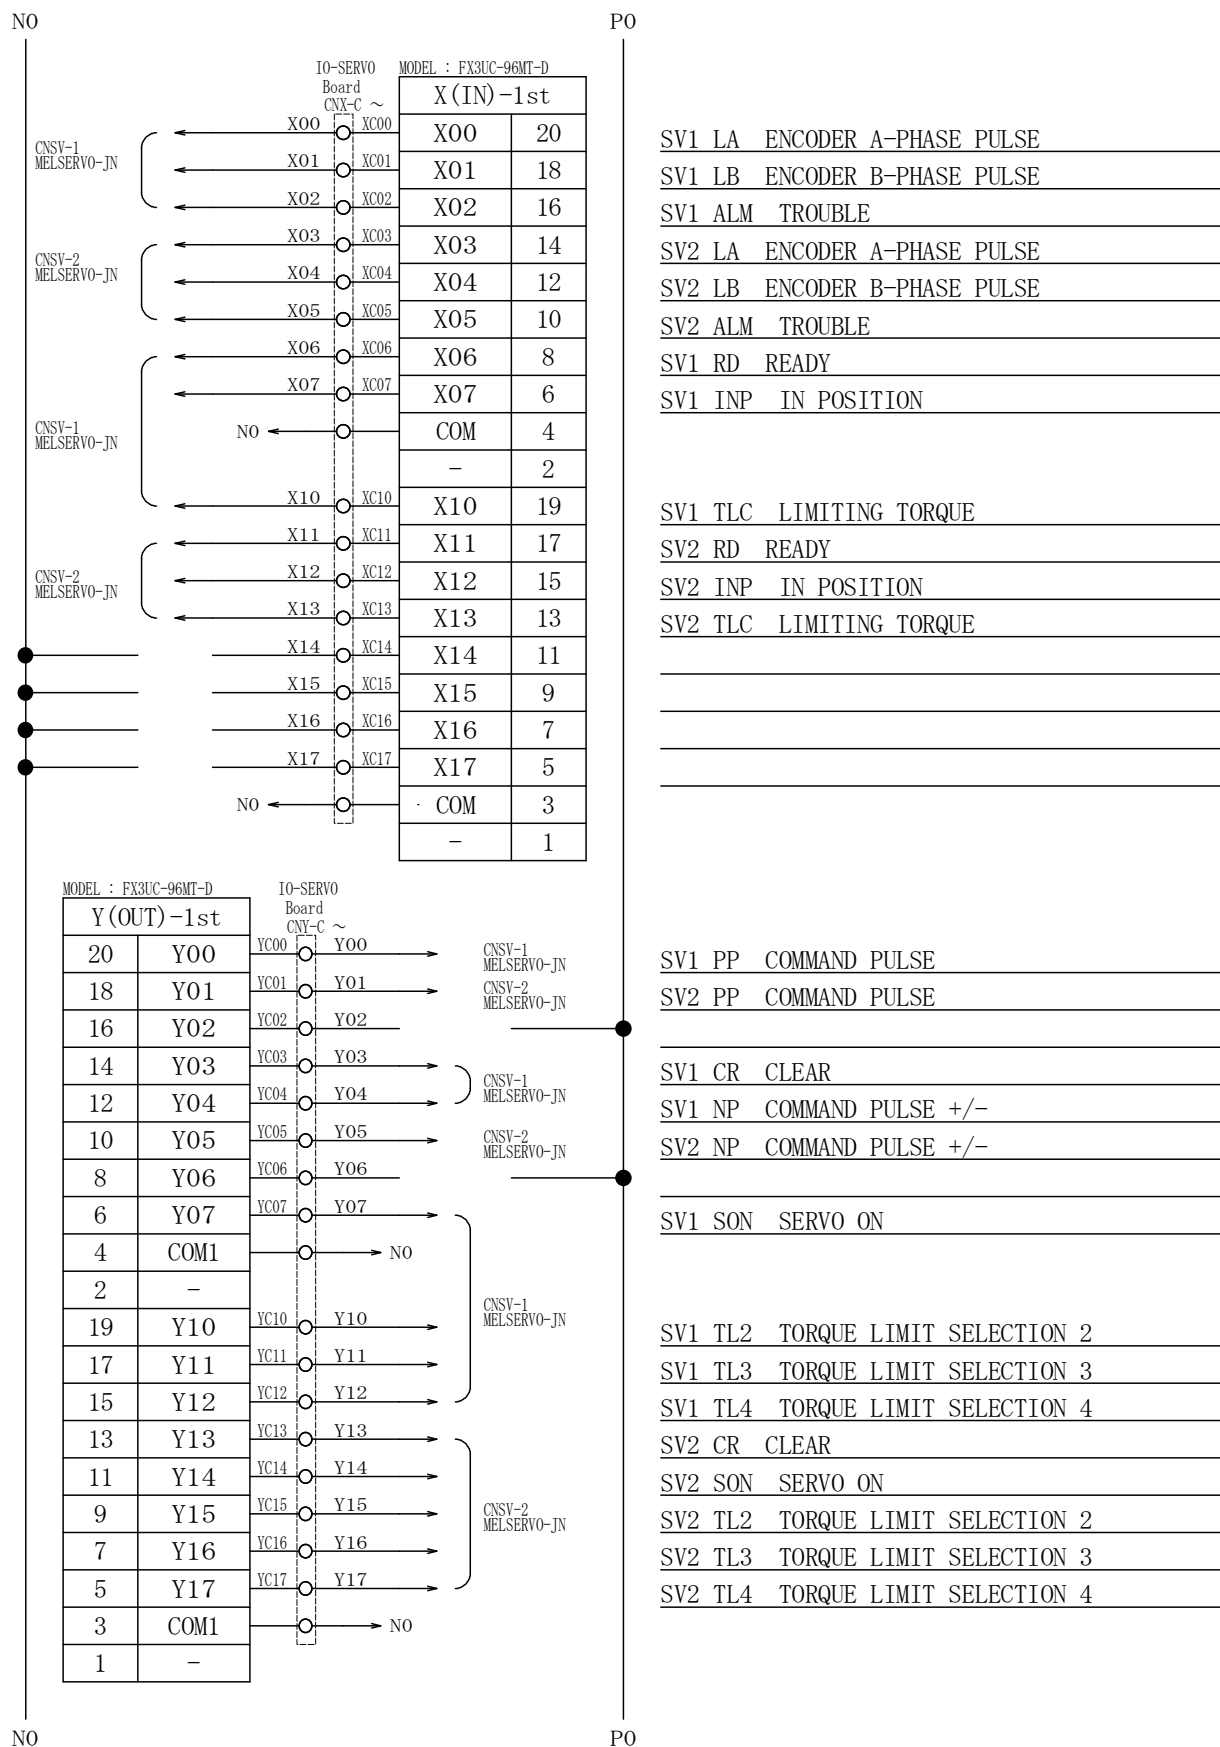 N0 P0
IO-SERVO MODEL : FX3UC-96MT-D
Board X(IN)-1st
CNX-C ～
X00 XC00 X00 20 SV1 LA ENCODER A-PHASE PULSE
CNSV-1
MELSERVO-JN
X01 XC01 X01 18 SV1 LB ENCODER B-PHASE PULSE
X02 XC02 X02 16 SV1 ALM TROUBLE
X03 XC03 X03 14 SV2 LA ENCODER A-PHASE PULSE
CNSV-2
MELSERVO-JN
X04 XC04 X04 12 SV2 LB ENCODER B-PHASE PULSE
X05 XC05 X05 10 SV2 ALM TROUBLE
X06 XC06 X06 8 SV1 RD READY
X07 XC07 X07 6 SV1 INP IN POSITION
CNSV-1
MELSERVO-JN
N0 COM 4
- 2
X10 XC10 X10 19 SV1 TLC LIMITING TORQUE
X11 XC11 X11 17 SV2 RD READY
CNSV-2
MELSERVO-JN
X12 XC12 X12 15 SV2 INP IN POSITION
X13 XC13 X13 13 SV2 TLC LIMITING TORQUE
X14 XC14 X14 11
X15 XC15 X15 9
X16 XC16 X16 7
X17 XC17 X17 5
N0 COM 3
- 1
MODEL : FX3UC-96MT-D IO-SERVO
Y(OUT)-1st Board
CNY-C ～
20 Y00 YC00 Y00 CNSV-1 SV1 PP COMMAND PULSE
MELSERVO-JN
18 Y01 YC01 Y01 CNSV-2 SV2 PP COMMAND PULSE
MELSERVO-JN
16 Y02 YC02 Y02
14 Y03 YC03 Y03 SV1 CR CLEAR
CNSV-1
MELSERVO-JN
12 Y04 YC04 Y04 SV1 NP COMMAND PULSE +/-
10 Y05 YC05 Y05 CNSV-2 SV2 NP COMMAND PULSE +/-
MELSERVO-JN
8 Y06 YC06 Y06
6 Y07 YC07 Y07 SV1 SON SERVO ON
4 COM1 N0
2 -
CNSV-1
MELSERVO-JN
19 Y10 YC10 Y10 SV1 TL2 TORQUE LIMIT SELECTION 2
17 Y11 YC11 Y11 SV1 TL3 TORQUE LIMIT SELECTION 3
15 Y12 YC12 Y12 SV1 TL4 TORQUE LIMIT SELECTION 4
13 Y13 YC13 Y13 SV2 CR CLEAR
11 Y14 YC14 Y14 SV2 SON SERVO ON
9 Y15 YC15 Y15 CNSV-2 SV2 TL2 TORQUE LIMIT SELECTION 2
MELSERVO-JN
7 Y16 YC16 Y16 SV2 TL3 TORQUE LIMIT SELECTION 3
5 Y17 YC17 Y17 SV2 TL4 TORQUE LIMIT SELECTION 4
3 COM1 N0
1 -
N0 P0